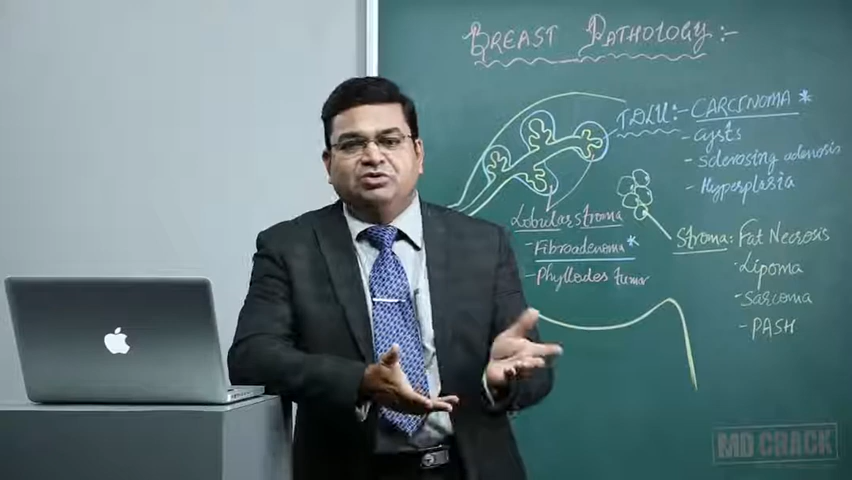 BREAST PATHOLOGY :-
TDLU :- CARCINOMA *
- Cysts
- Sclerosing adenosis
- Hyperplasia
Lobular stroma
- Fibroadenoma *
- Phyllodes tumor
Stroma - Fat Necrosis
- Lipoma
- Sarcoma
- PASH
MD CRACK